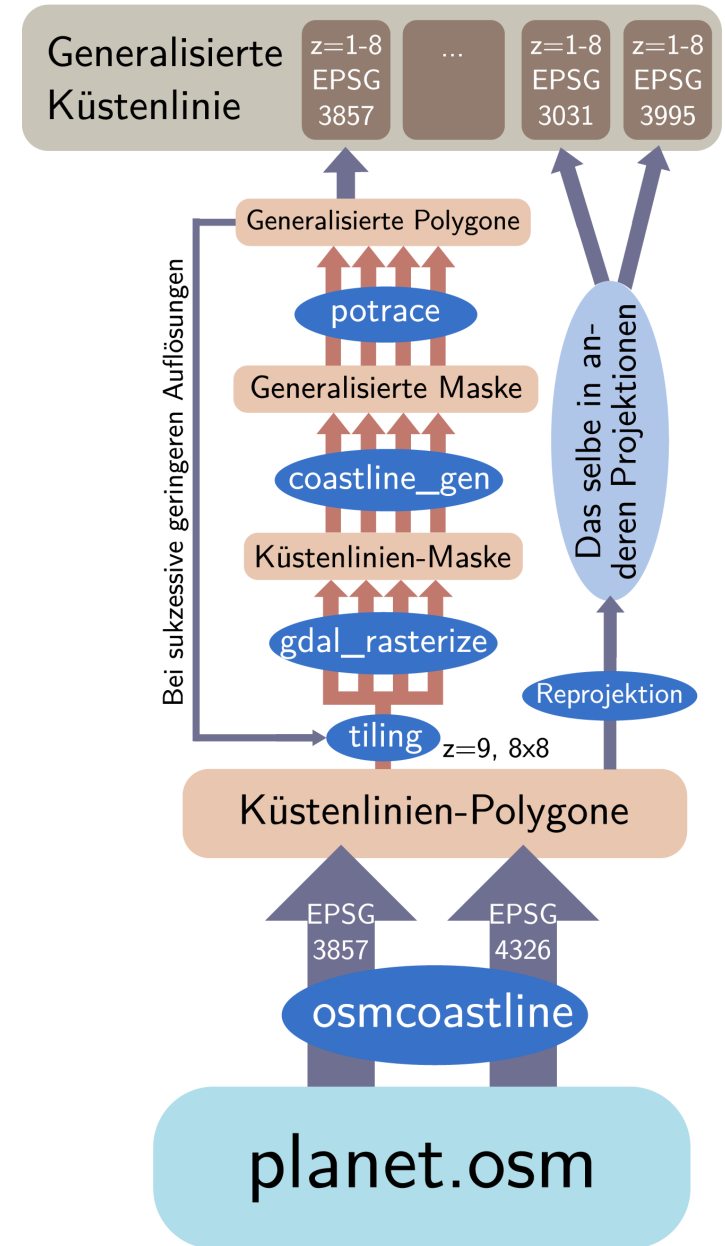 Generalisierte
Küstenlinie
z=1-8
EPSG
3857
...
z=1-8
EPSG
3031
z=1-8
EPSG
3995
Generalisierte Polygone
potrace
Generalisierte Maske
coastline_gen
Küstenlinien-Maske
gdal_rasterize
tiling
z=9, 8x8
Bei sukzessive geringeren Auflösungen
Das selbe in an-
deren Projektionen
Reprojektion
Küstenlinien-Polygone
EPSG
3857
EPSG
4326
osmcoastline
planet.osm